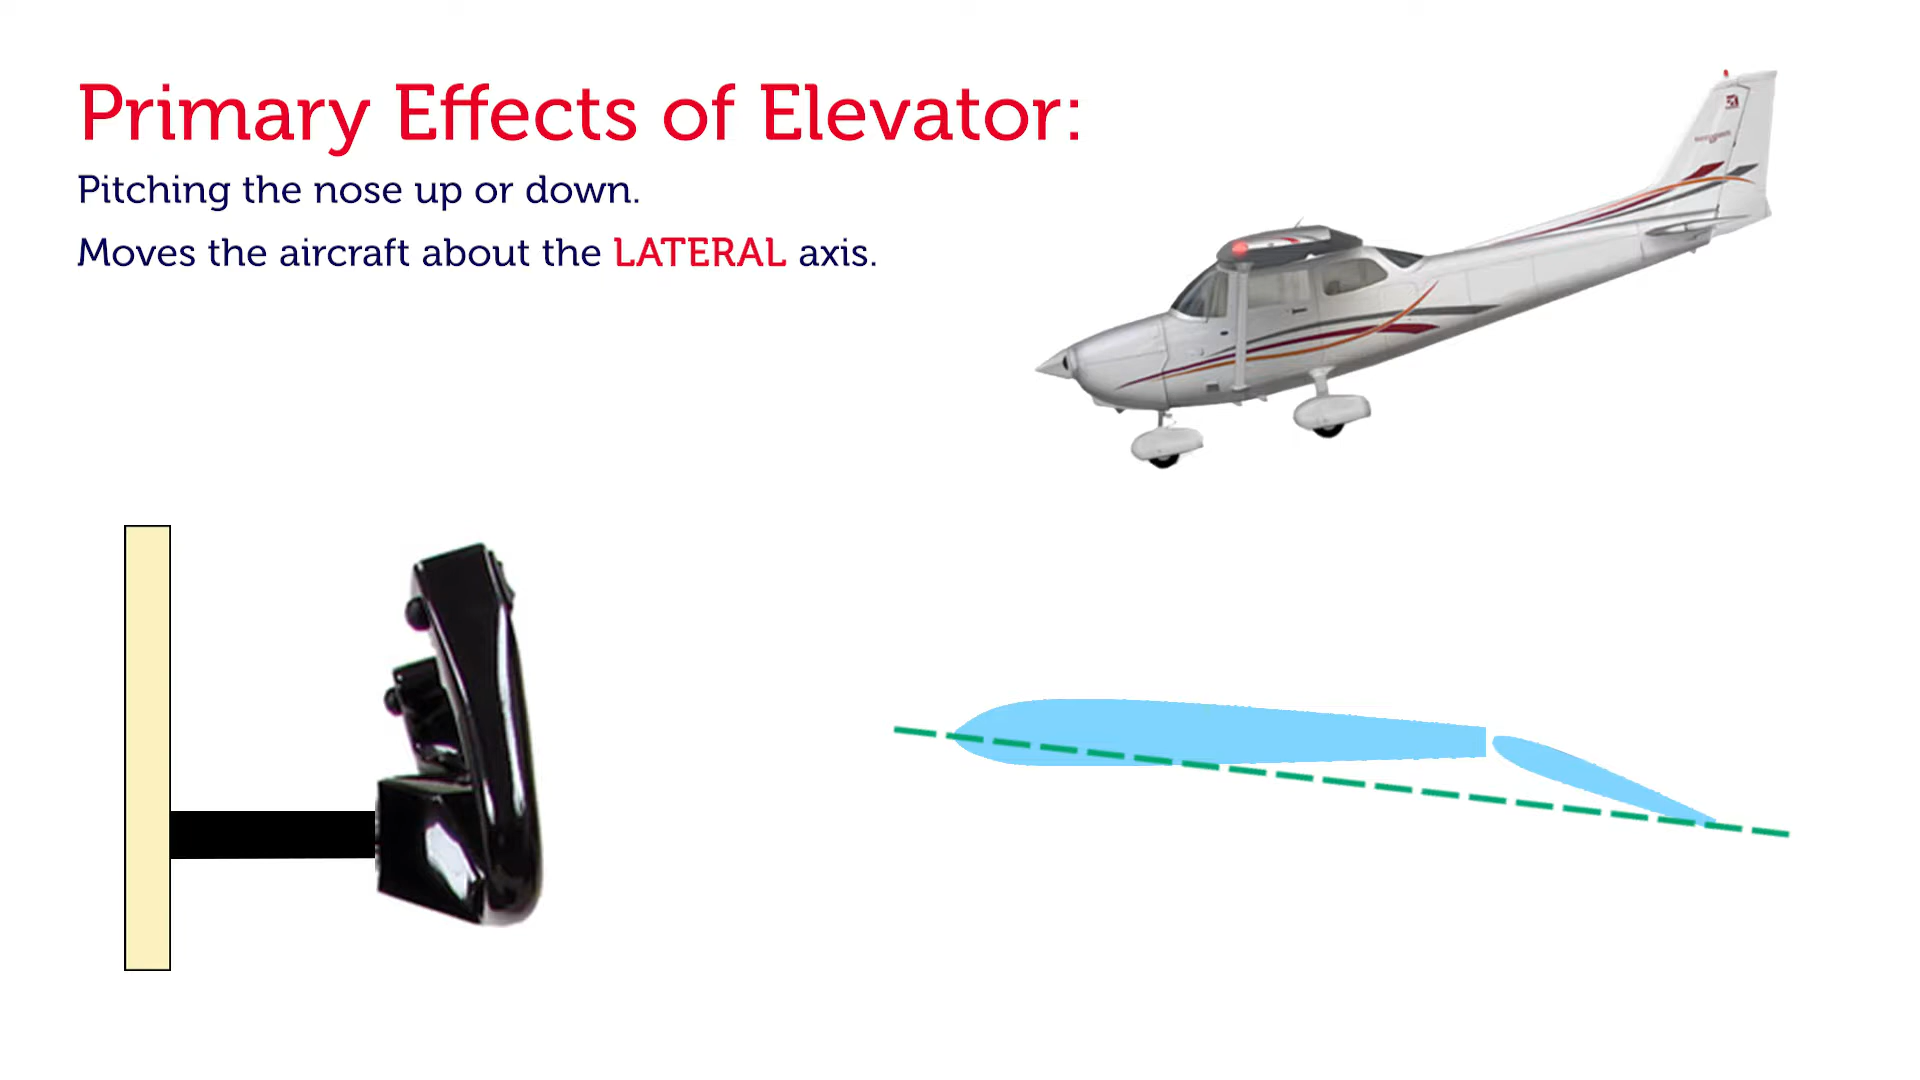 Primary Effects of Elevator:
Pitching the nose up or down.
Moves the aircraft about the LATERAL axis.